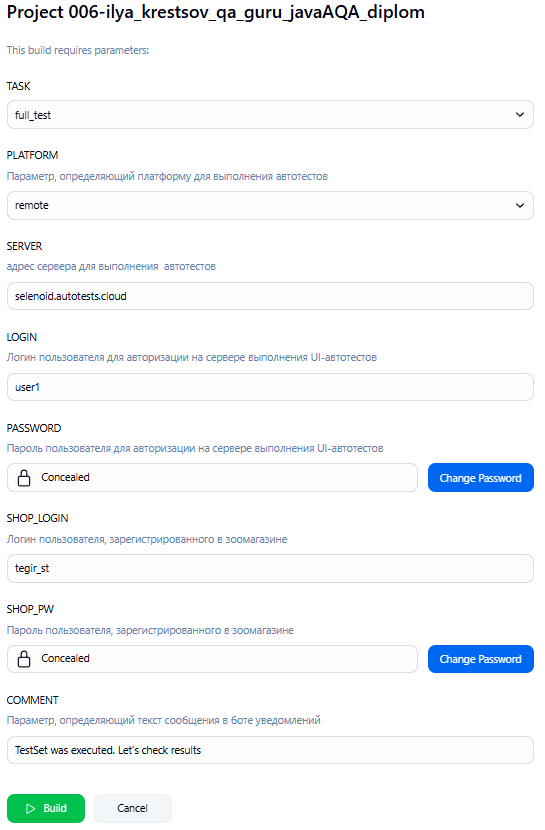 Project 006-ilya_krestsov_qa_guru_javaAQA_diplom
This build requires parameters:
TASK
full_test
PLATFORM
Параметр, определяющий платформу для выполнения автотестов
remote
SERVER
адрес сервера для выполнения автотестов
selenoid.autotests.cloud
LOGIN
Логин пользователя для авторизации на сервере выполнения UI-автотестов
user1
PASSWORD
Пароль пользователя для авторизации на сервере выполнения UI-автотестов
Concealed
Change Password
SHOP_LOGIN
Логин пользователя, зарегистрированного в зоомагазине
tegir_st
SHOP_PW
Пароль пользователя, зарегистрированного в зоомагазине
Concealed
Change Password
COMMENT
Параметр, определяющий текст сообщения в боте уведомлений
TestSet was executed. Let's check results
Build
Cancel